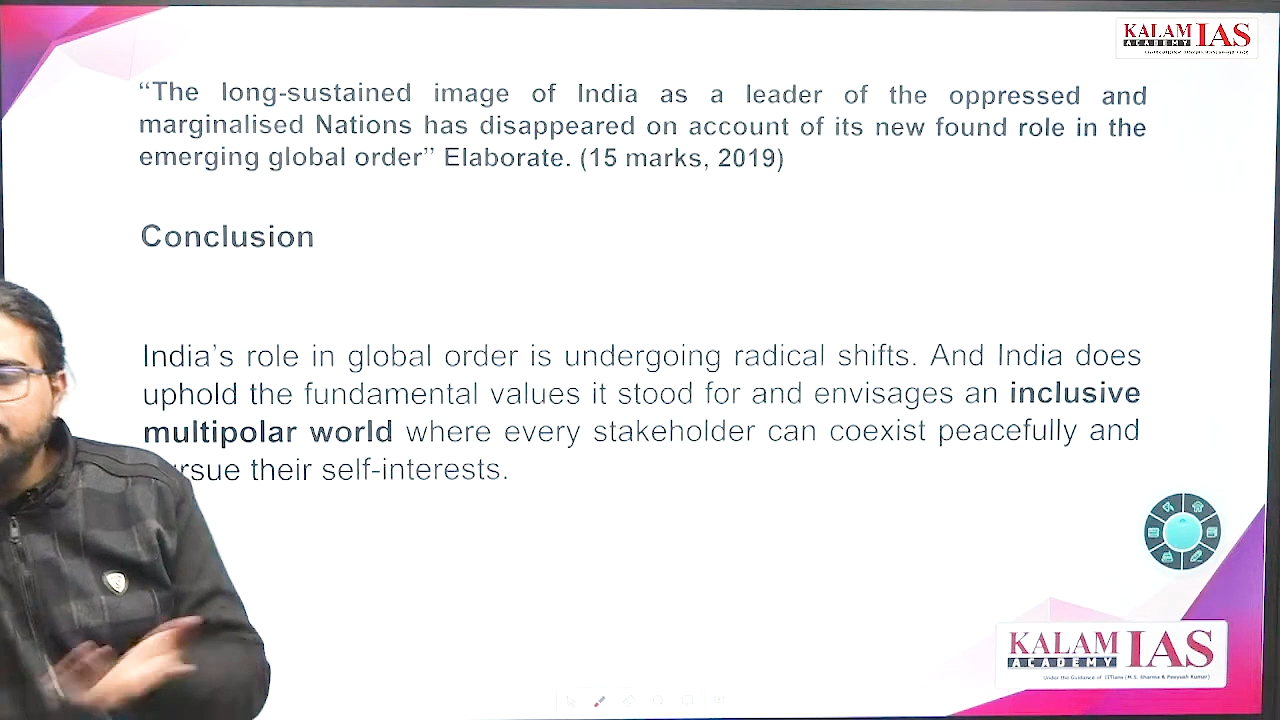 KALAM IAS
ACADEMY
“The long-sustained image of India as a leader of the oppressed and
marginalised Nations has disappeared on account of its new found role in the
emerging global order” Elaborate. (15 marks, 2019)
Conclusion
India’s role in global order is undergoing radical shifts. And India does
uphold the fundamental values it stood for and envisages an inclusive
multipolar world where every stakeholder can coexist peacefully and
rsue their self-interests.
KALAM IAS
ACADEMY
Under the Guidance of IITians (M.S. Sharma & Peeyush Kumar)